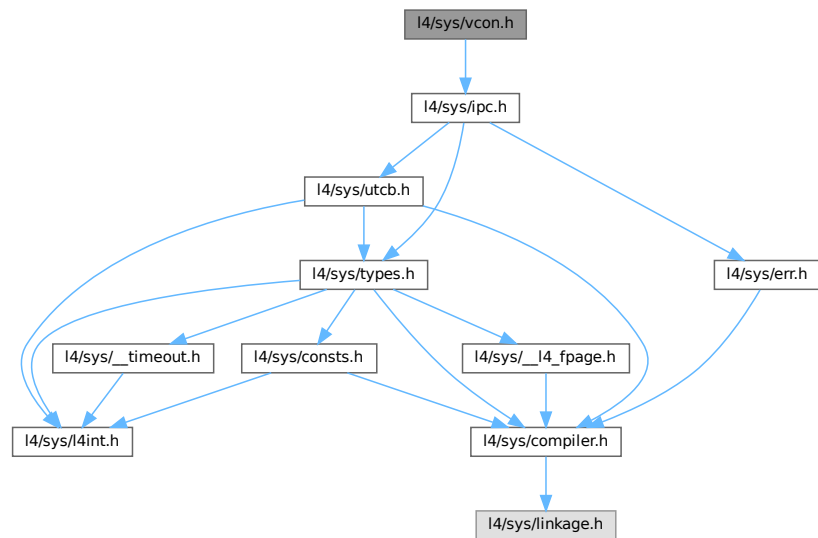 l4/sys/vcon.h
l4/sys/ipc.h
l4/sys/utcb.h
l4/sys/types.h
l4/sys/err.h
l4/sys/__timeout.h
l4/sys/consts.h
l4/sys/__l4_fpage.h
l4/sys/l4int.h
l4/sys/compiler.h
l4/sys/linkage.h